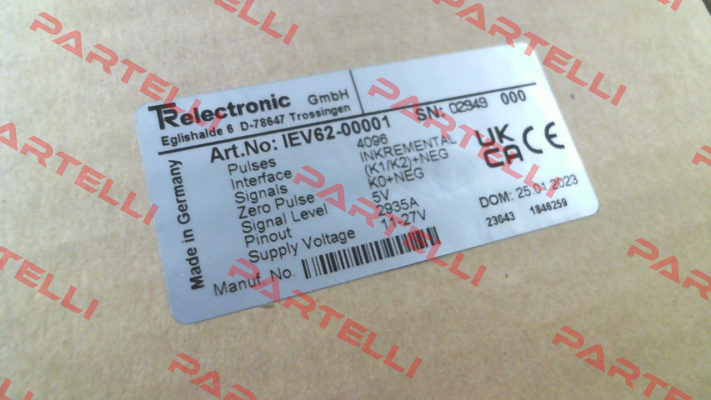 TRelectronic GmbH
Eglishalde 6 D-78647 Trossingen
Art.No: IEV62-00001 SN: 02949 000
Pulses 4096
Interface INKREMENTAL
Signals (K1/K2)+NEG
Zero Pulse K0+NEG
Signal Level 5V
Pinout 2935A
Supply Voltage 11-27V
Manuf. No.
Made in Germany
UK
CA CE
DOM: 25.01.2023
23043 1846259
PARTELLI
PARTELLI
PARTELLI
PARTELLI
PARTELLI
PARTELLI
PARTELLI
PARTELLI
PARTELLI